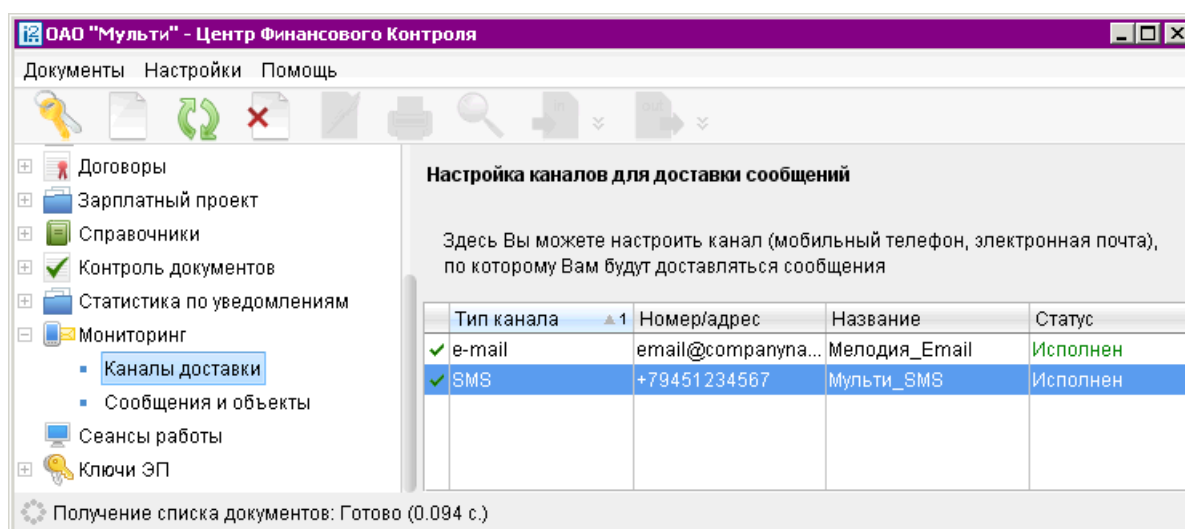 ОАО "Мульти" - Центр Финансового Контроля
Документы Настройки Помощь
in out
Договоры
Зарплатный проект
Справочники
Контроль документов
Статистика по уведомлениям
Мониторинг
Каналы доставки
Сообщения и объекты
Сеансы работы
Ключи ЭП
Настройка каналов для доставки сообщений
Здесь Вы можете настроить канал (мобильный телефон, электронная почта),
по которому Вам будут доставляться сообщения
Тип канала 1 Номер/адрес Название Статус
e-mail email@companyna... Мелодия_Email Исполнен
SMS +79451234567 Мульти_SMS Исполнен
Получение списка документов: Готово (0.094 с.)